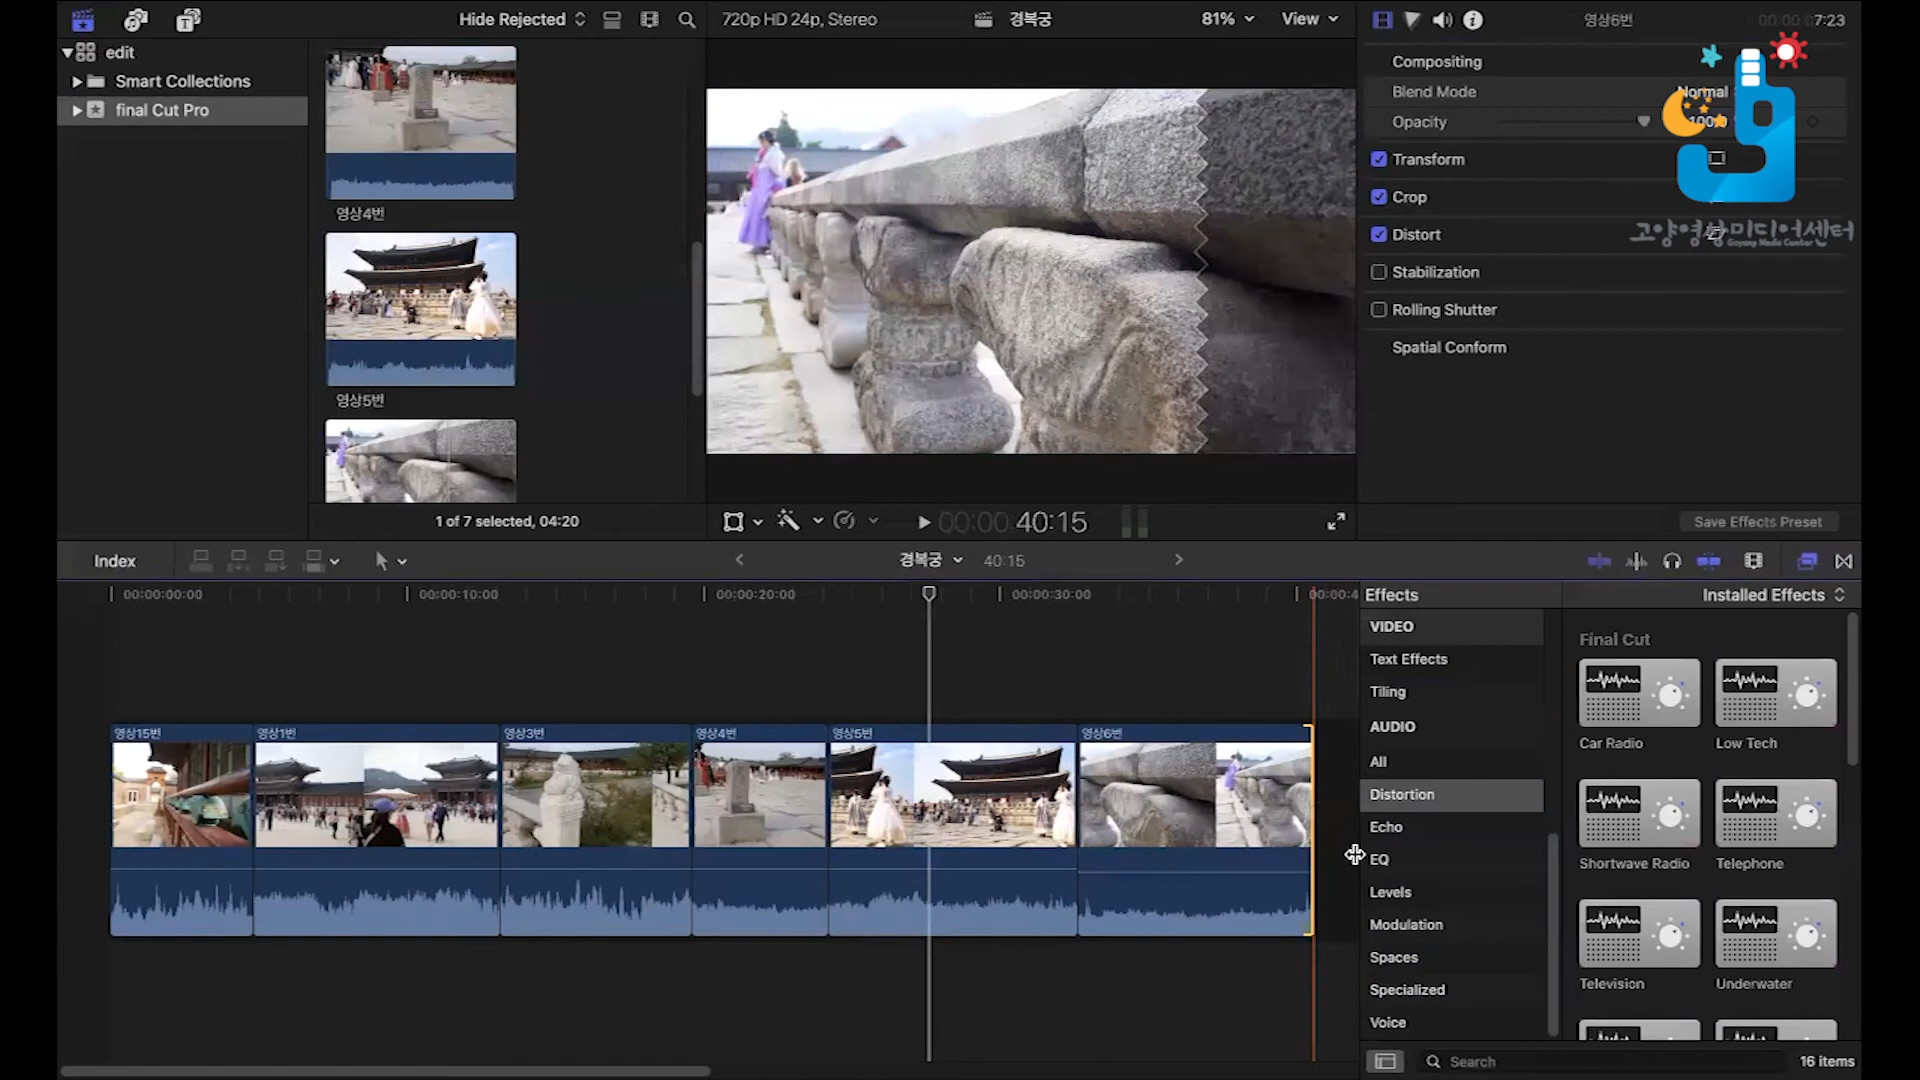 Hide Rejected
720p HD 24p, Stereo
경복궁
81%
View
영상6번
00:00:07:23
edit
Smart Collections
final Cut Pro
영상4번
영상5번
1 of 7 selected, 04:20
00:00:40:15
Compositing
Blend Mode
Normal
Opacity
Transform
Crop
Distort
Stabilization
Rolling Shutter
Spatial Conform
고양영상미디어센터
Goyang Media Center
Save Effects Preset
Index
경복궁
40:15
00:00:00:00
00:00:10:00
00:00:20:00
00:00:30:00
00:00:4
영상15번
영상1번
영상3번
영상4번
영상5번
영상6번
Effects
Installed Effects
VIDEO
Text Effects
Tiling
AUDIO
All
Distortion
Echo
EQ
Levels
Modulation
Spaces
Specialized
Voice
Final Cut
Car Radio
Low Tech
Shortwave Radio
Telephone
Television
Underwater
Search
16 items